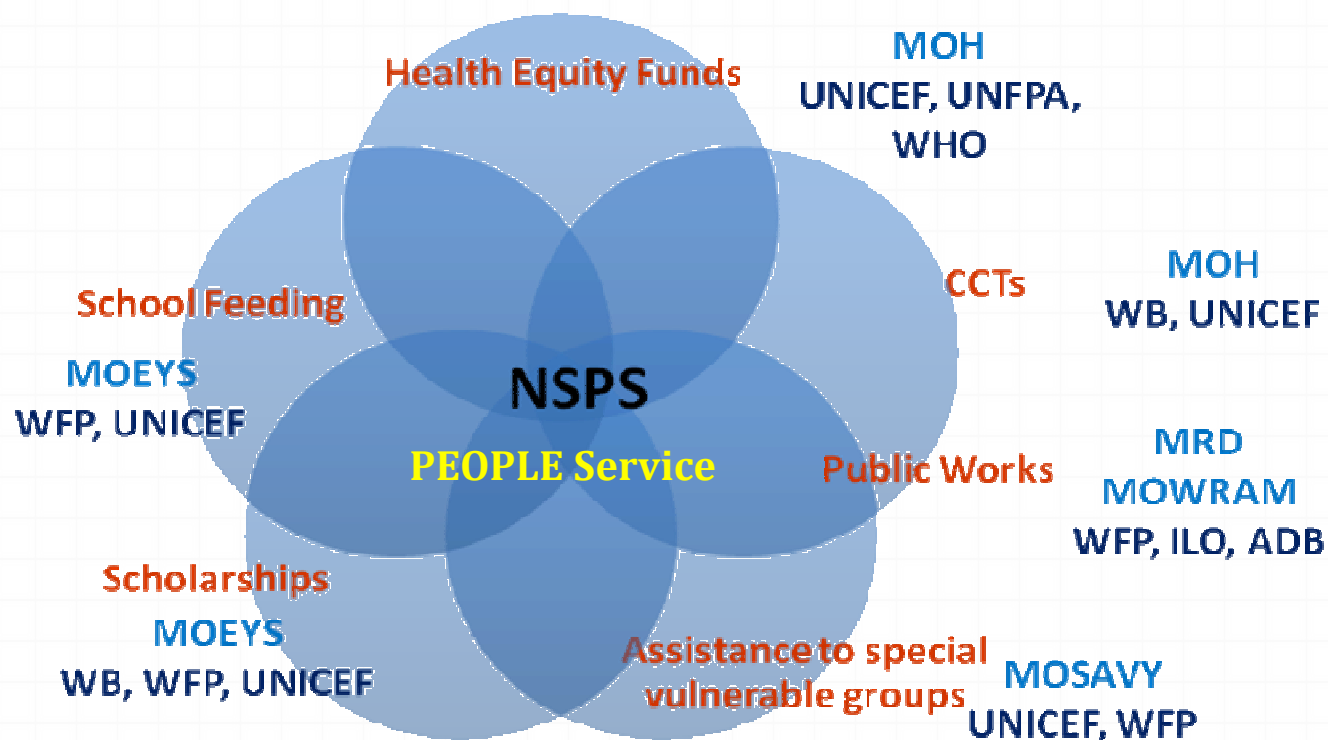 Health Equity Funds
MOH
UNICEF, UNFPA,
WHO
CCTs
MOH
WB, UNICEF
School Feeding
MOEYS
WFP, UNICEF
NSPS
PEOPLE Service
Public Works
MRD
MOWRAM
WFP, ILO, ADB
Scholarships
MOEYS
WB, WFP, UNICEF
Assistance to special
vulnerable groups
MOSAVY
UNICEF, WFP